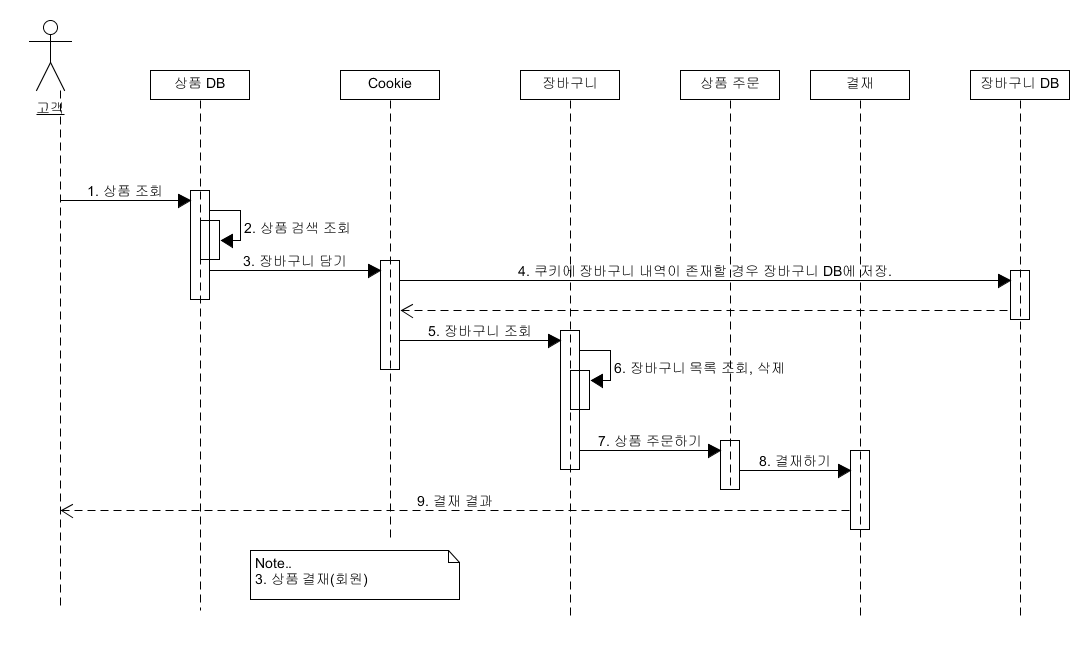 고객
상품 DB
Cookie
장바구니
상품 주문
결재
장바구니 DB
1. 상품 조회
2. 상품 검색 조회
3. 장바구니 담기
4. 쿠키에 장바구니 내역이 존재할 경우 장바구니 DB에 저장.
5. 장바구니 조회
6. 장바구니 목록 조회, 삭제
7. 상품 주문하기
8. 결재하기
9. 결재 결과
Note..
3. 상품 결재(회원)